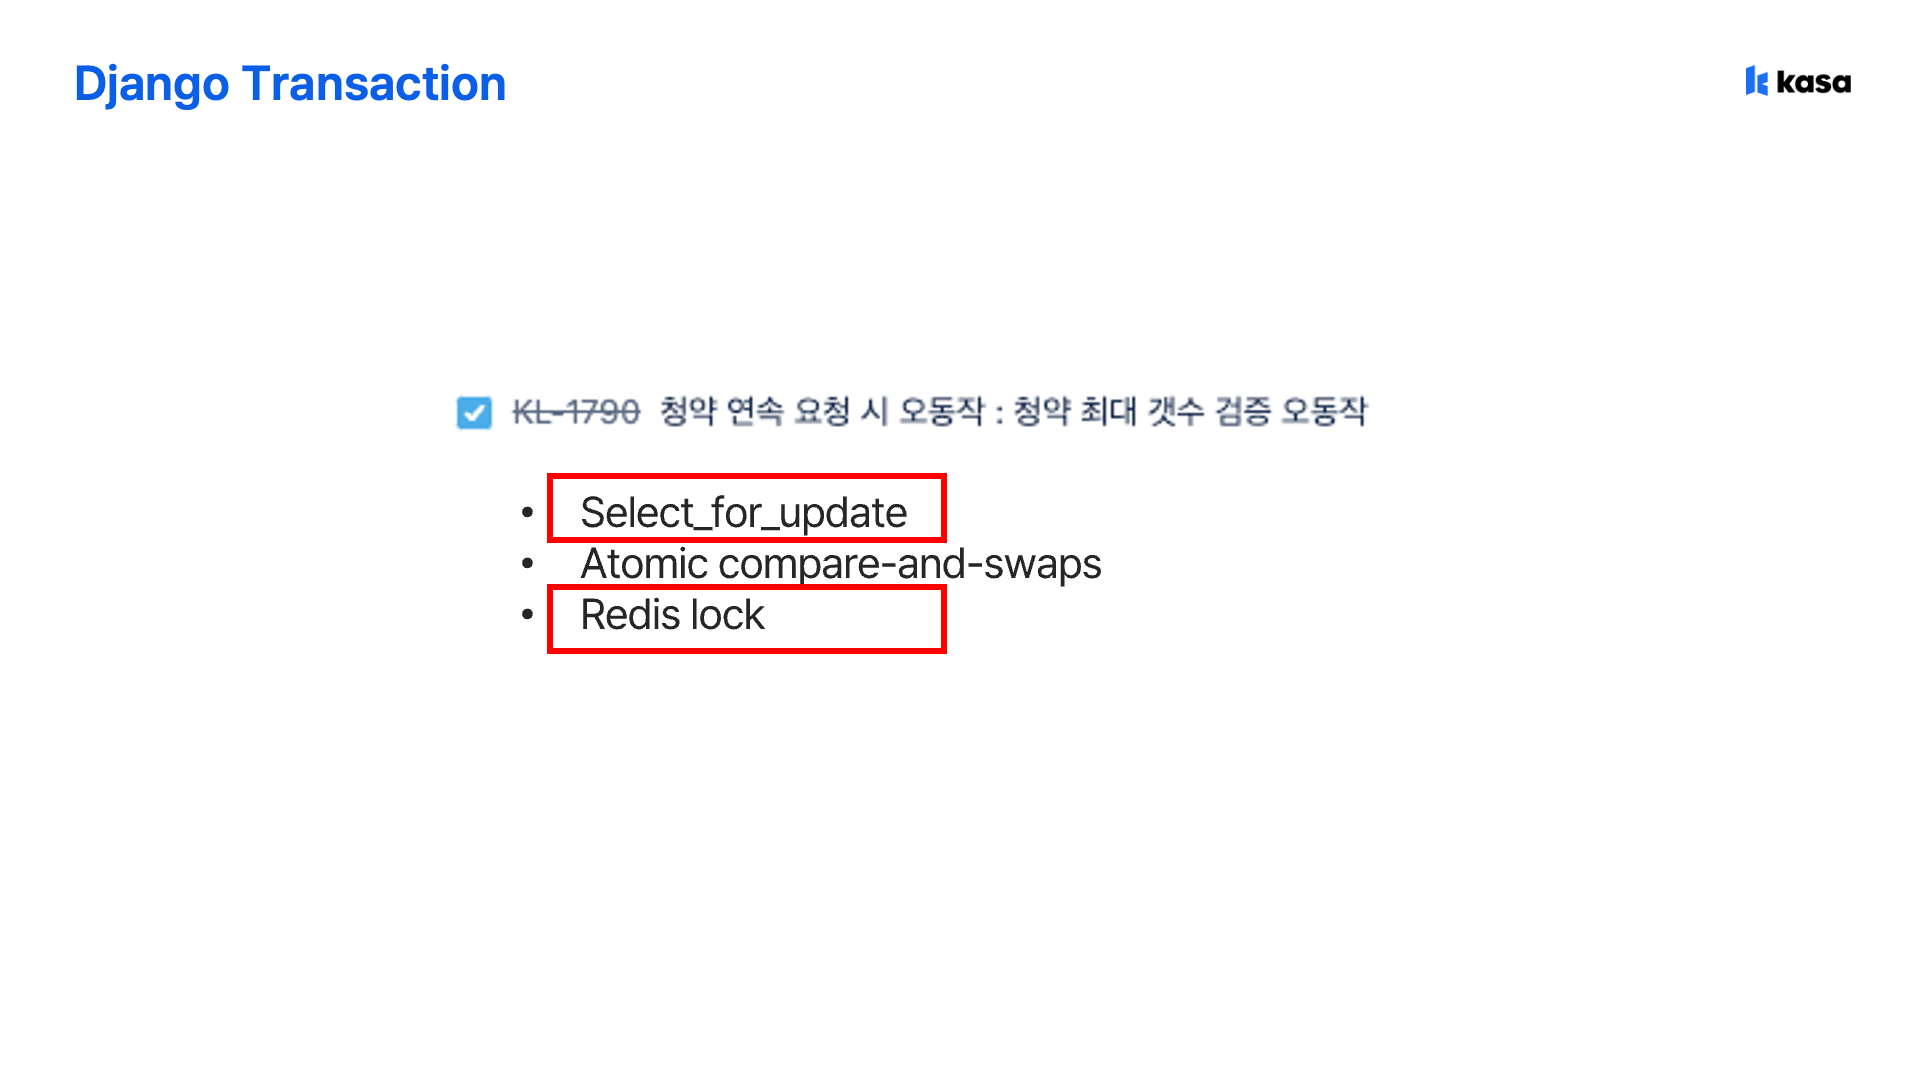 Django Transaction
kasa
KL-1790 청약 연속 요청 시 오동작 : 청약 최대 갯수 검증 오동작
• Select_for_update
• Atomic compare-and-swaps
• Redis lock